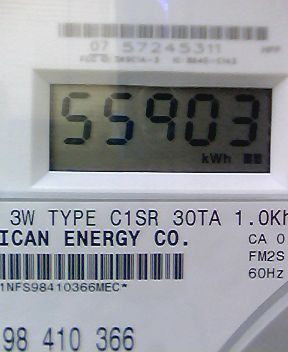 07 57245311
55903
kWh
3W TYPE C1SR 30TA 1.0Kh
ICAN ENERGY CO.
CA 0
FM2S
60Hz
1NFS98410366MEC*
98 410 366